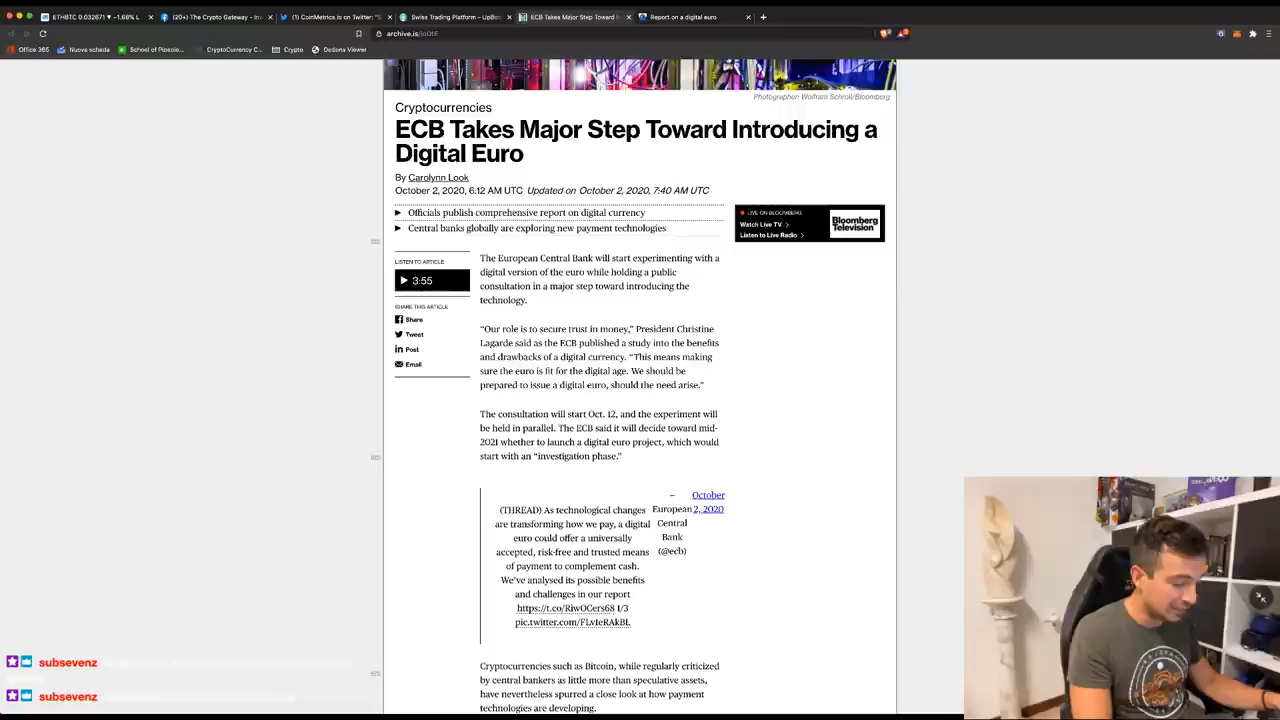 ETHBTC 0.032671 ▼ −1.66% L
(20+) The Crypto Gateway - Inv
CoinMetrics.io on Twitter: "S
Swiss Trading Platform – UpBo
ECB Takes Major Step Toward I
Report on a digital euro
archive.is/
Office 365
Nuova scheda
School of
CryptoCurrency C...
Crypto
Options Viewer
Photographer: Wolfram Schroll/Bloomberg
Cryptocurrencies
ECB Takes Major Step Toward Introducing a
Digital Euro
By Carolynn Look
October 2, 2020, 6:12 AM UTC Updated on October 2, 2020, 7:40 AM UTC
Officials publish comprehensive report on digital currency
Central banks globally are exploring new payment technologies
LIVE ON BLOOMBERG
Watch Live TV
Listen to Live Radio
Bloomberg
Television
LISTEN TO ARTICLE
3:55
SHARE THIS ARTICLE
Share
Tweet
Post
Email
The European Central Bank will start experimenting with a
digital version of the euro while holding a public
consultation in a major step toward introducing the
technology.
“Our role is to secure trust in money,” President Christine
Lagarde said as the ECB published a study into the benefits
and drawbacks of a digital currency. “This means making
sure the euro is fit for the digital age. We should be
prepared to issue a digital euro, should the need arise.”
The consultation will start Oct. 12, and the experiment will
be held in parallel. The ECB said it will decide toward mid-
2021 whether to launch a digital euro project, which would
start with an “investigation phase.”
(THREAD) As technological changes
are transforming how we pay, a digital
euro could offer a universally
accepted, risk-free and trusted means
of payment to complement cash.
We’ve analysed its possible benefits
and challenges in our report
https://t.co/RiwOCers68 1/3
pic.twitter.com/FLv1eRAkBL
–
European
Central
Bank
(@ecb)
October
2, 2020
Cryptocurrencies such as Bitcoin, while regularly criticized
by central bankers as little more than speculative assets,
have nevertheless spurred a close look at how payment
technologies are developing.
subsevenz
subsevenz